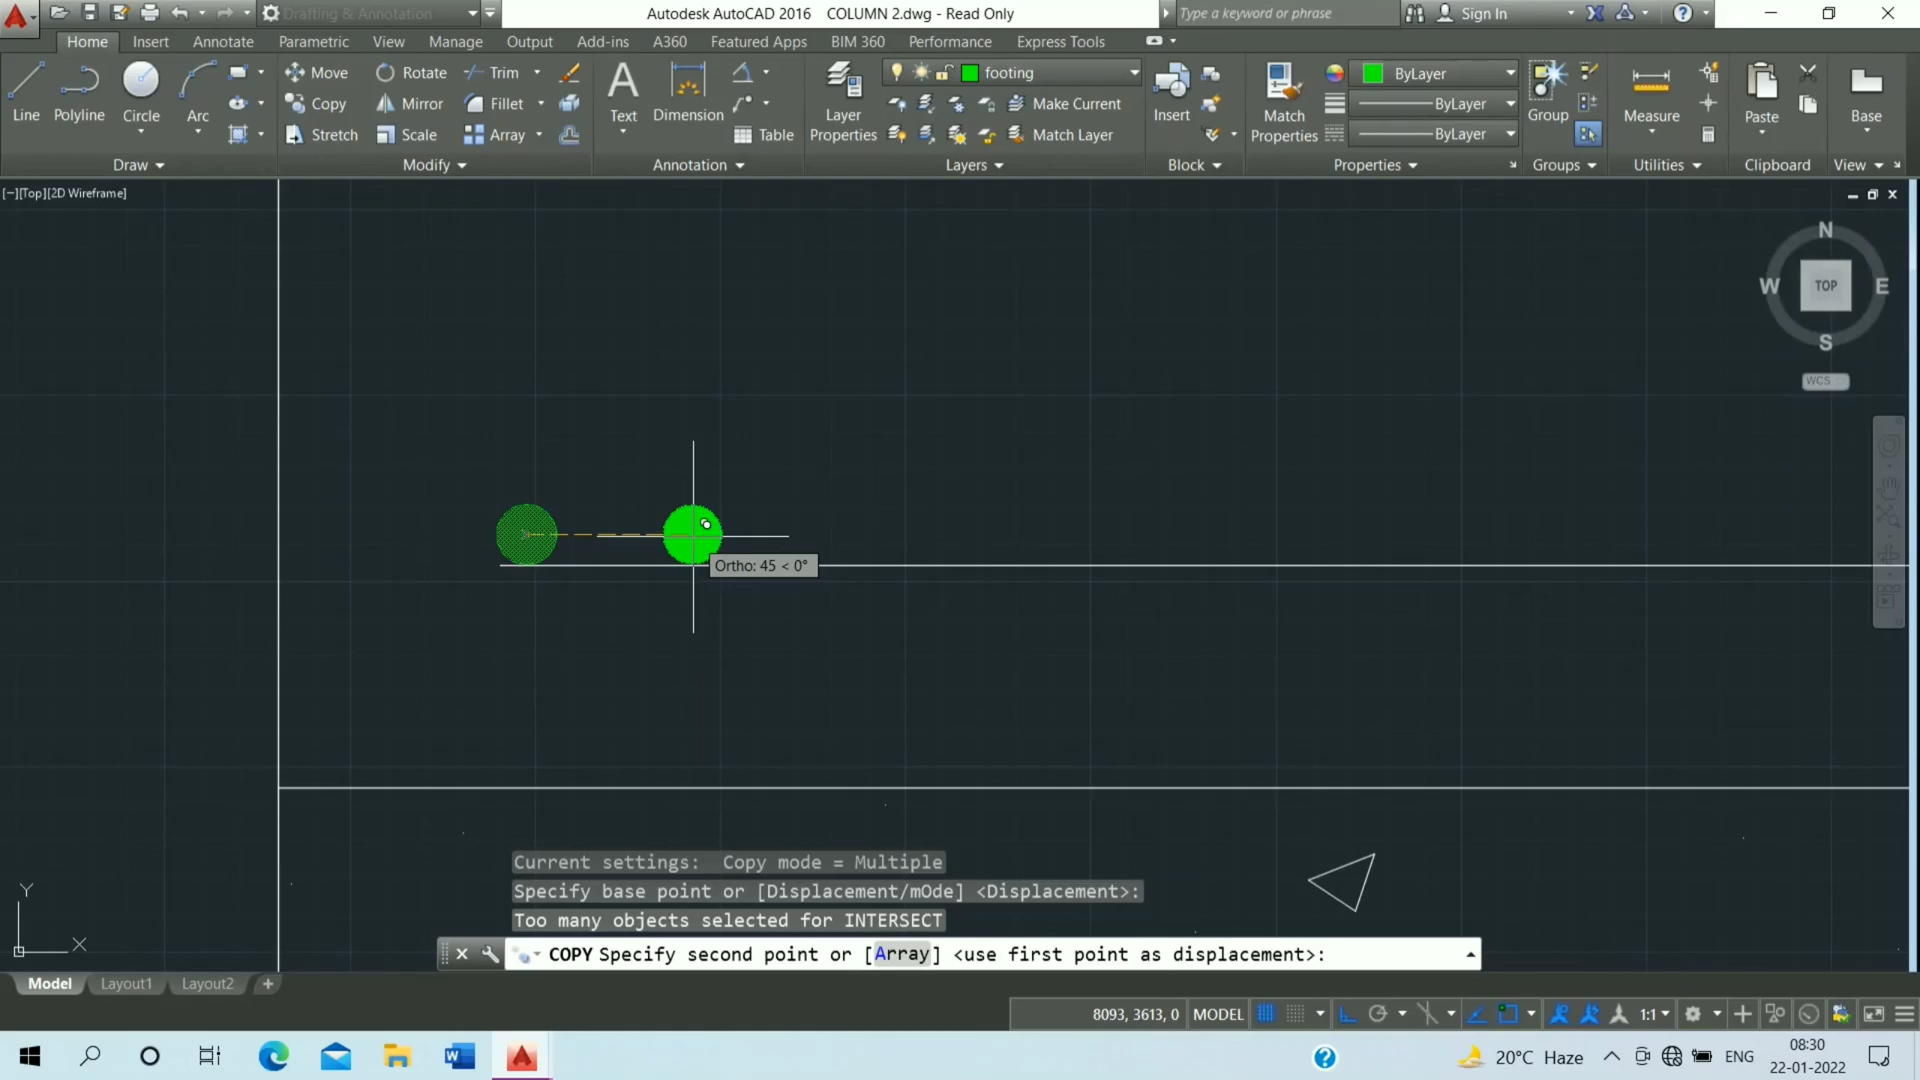 Drafting & Annotation
Autodesk AutoCAD 2016 COLUMN 2.dwg - Read Only
Type a keyword or phrase
Sign In
Home Insert Annotate Parametric View Manage Output Add-ins A360 Featured Apps BIM 360 Performance Express Tools
Line Polyline Circle Arc
Move Rotate Trim
Copy Mirror Fillet
Stretch Scale Array
Text Dimension Table
Layer Properties
footing
Make Current
Match Layer
Insert
Match Properties
ByLayer
ByLayer
ByLayer
Group
Measure
Paste
Base
Draw Modify Annotation Layers Block Properties Groups Utilities Clipboard View
[−][Top][2D Wireframe]
N
W TOP E
S
WCS
Ortho: 45 < 0°
Y
X
Current settings: Copy mode = Multiple
Specify base point or [Displacement/mOde] <Displacement>:
Too many objects selected for INTERSECT
COPY Specify second point or [Array] <use first point as displacement>:
Model Layout1 Layout2 +
8093, 3613, 0 MODEL 1:1
20°C Haze ENG
08:30
22-01-2022